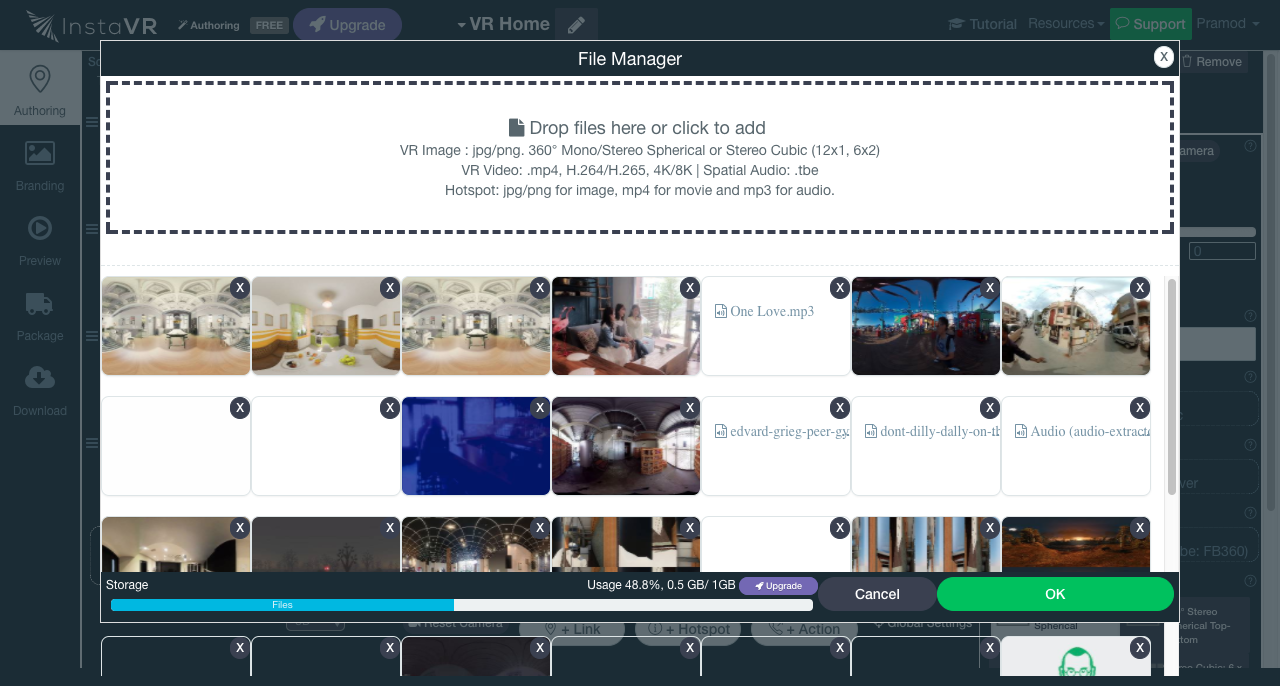 InstaVR
Authoring
FREE
Upgrade
VR Home
Tutorial
Resources
Support
Pramod
File Manager
X
Remove
Authoring
Branding
Preview
Package
Download
Drop files here or click to add
VR Image : jpg/png. 360° Mono/Stereo Spherical or Stereo Cubic (12x1, 6x2)
VR Video: .mp4, H.264/H.265, 4K/8K | Spatial Audio: .tbe
Hotspot: jpg/png for image, mp4 for movie and mp3 for audio.
amera
0
X X X X X X X
One Love.mp3
X X X X X X X
edvard-grieg-peer-gy
dont-dilly-dally-on-th
Audio (audio-extract
ver
X X X X X X X
be: FB360)
Storage
Usage 48.8%, 0.5 GB/ 1GB
Upgrade
Files
Cancel
OK
Reset Camera
+ Link
+ Hotspot
+ Action
Global Settings
Spherical
Stereo
erical Top-
tom
X X X X X X X
reo Cubic: 6 x